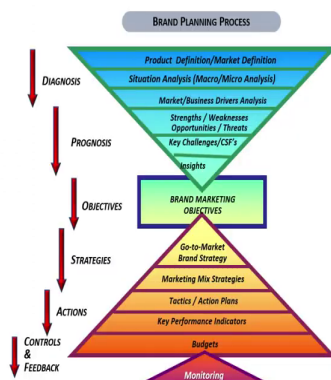 BRAND PLANNING PROCESS
Product Definition/Market Definition
DIAGNOSIS
Situation Analysis (Macro/Micro Analysis)
Market/Business Drivers Analysis
Strengths / Weaknesses
Opportunities / Threats
PROGNOSIS
Key Challenges/CSF's
Insights
OBJECTIVES
BRAND MARKETING
OBJECTIVES
Go-to-Market
Brand Strategy
STRATEGIES
Marketing Mix Strategies
Tactics / Action Plans
ACTIONS
Key Performance Indicators
CONTROLS
&
FEEDBACK
Budgets
Monitoring